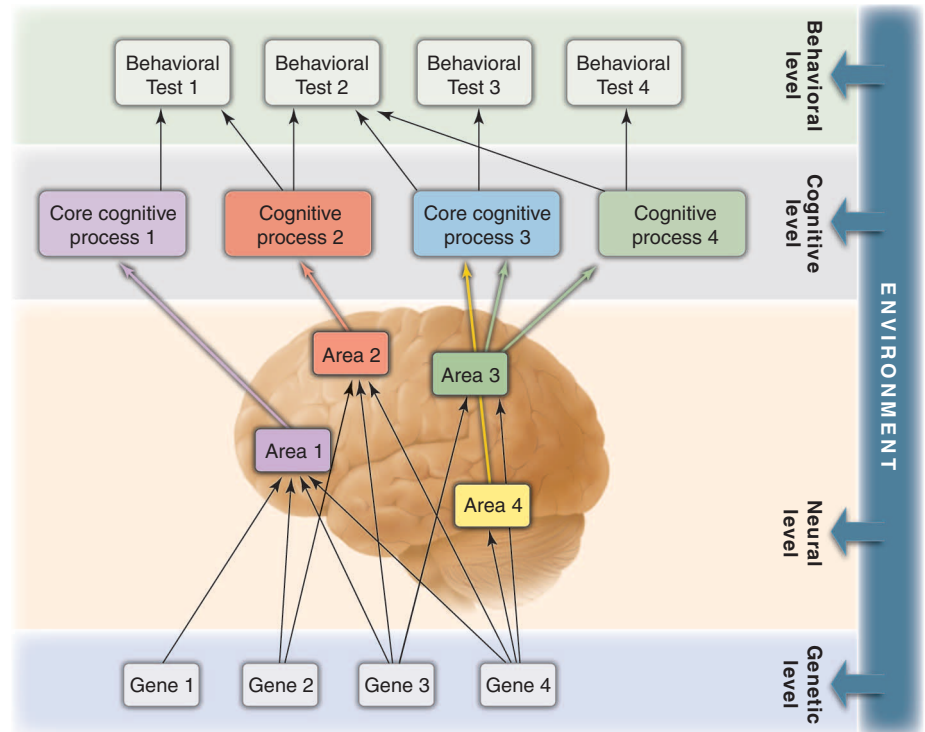 Behavioral
Test 1
Behavioral
Test 2
Behavioral
Test 3
Behavioral
Test 4
Behavioral
level
Core cognitive
process 1
Cognitive
process 2
Core cognitive
process 3
Cognitive
process 4
Cognitive
level
ENVIRONMENT
Area 2
Area 3
Area 1
Area 4
Neural
level
Gene 1
Gene 2
Gene 3
Gene 4
Genetic
level